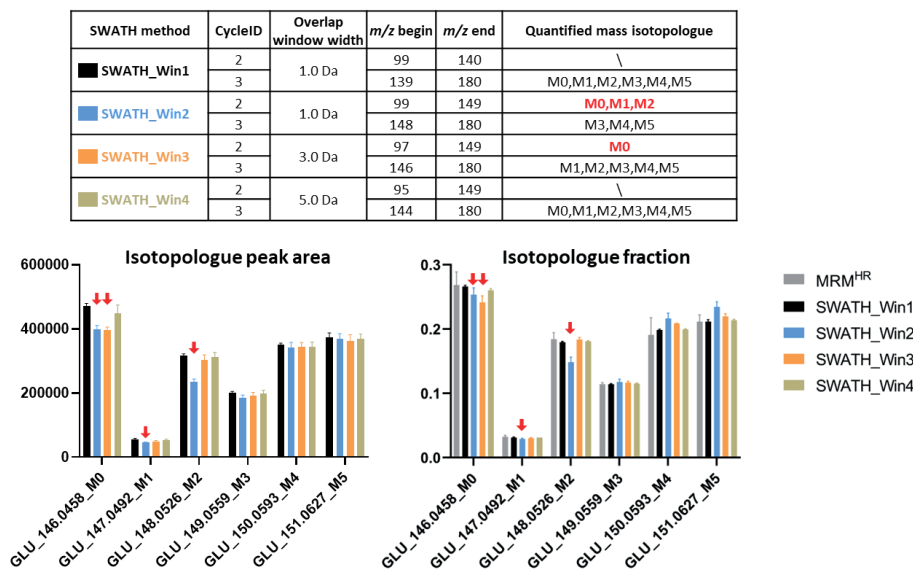 SWATH method CycleID Overlap window width m/z begin m/z end Quantified mass isotopologue
SWATH_Win1 2 1.0 Da 99 140 \
3 139 180 M0,M1,M2,M3,M4,M5
SWATH_Win2 2 1.0 Da 99 149 M0,M1,M2
3 148 180 M3,M4,M5
SWATH_Win3 2 3.0 Da 97 149 M0
3 146 180 M1,M2,M3,M4,M5
SWATH_Win4 2 5.0 Da 95 149 \
3 144 180 M0,M1,M2,M3,M4,M5
Isotopologue peak area
600000
400000
200000
0
GLU_146.0458_M0
GLU_147.0492_M1
GLU_148.0526_M2
GLU_149.0559_M3
GLU_150.0593_M4
GLU_151.0627_M5
Isotopologue fraction
0.3
0.2
0.1
0.0
GLU_146.0458_M0
GLU_147.0492_M1
GLU_148.0526_M2
GLU_149.0559_M3
GLU_150.0593_M4
GLU_151.0627_M5
MRM^HR
SWATH_Win1
SWATH_Win2
SWATH_Win3
SWATH_Win4